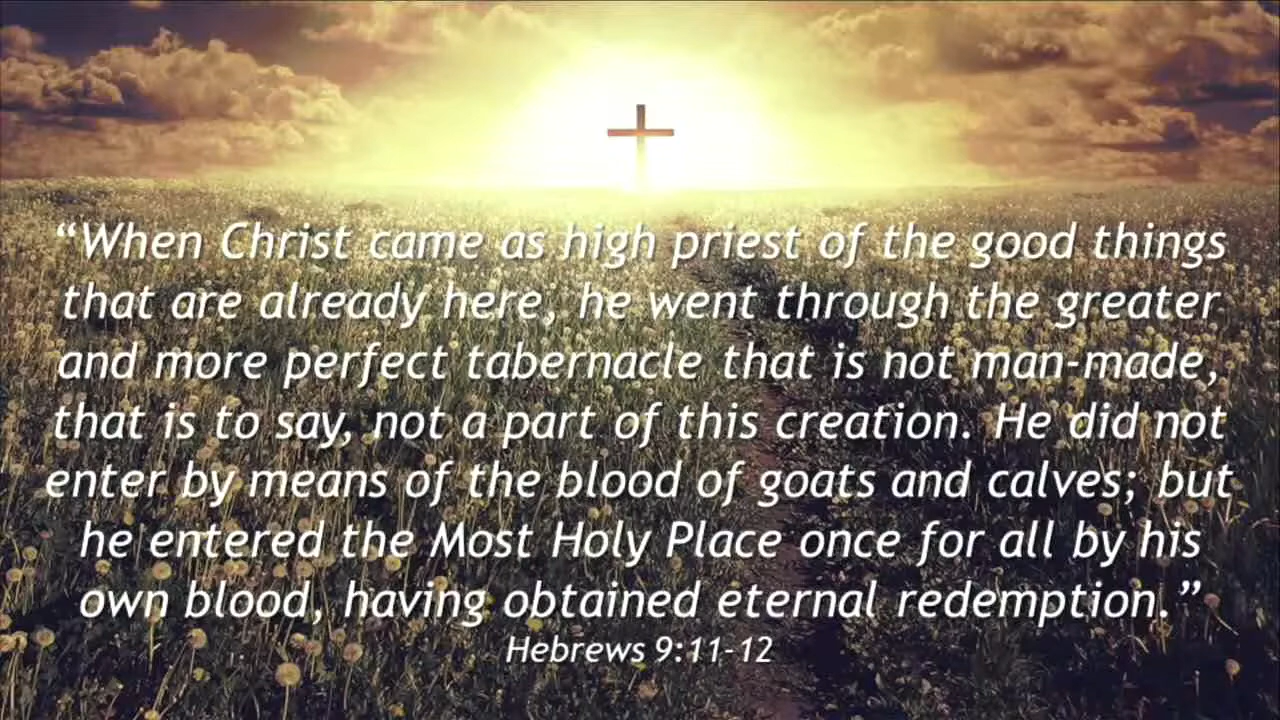 “When Christ came as high priest of the good things
that are already here, he went through the greater
and more perfect tabernacle that is not man-made,
that is to say, not a part of this creation. He did not
enter by means of the blood of goats and calves; but
he entered the Most Holy Place once for all by his
own blood, having obtained eternal redemption.”
Hebrews 9:11-12